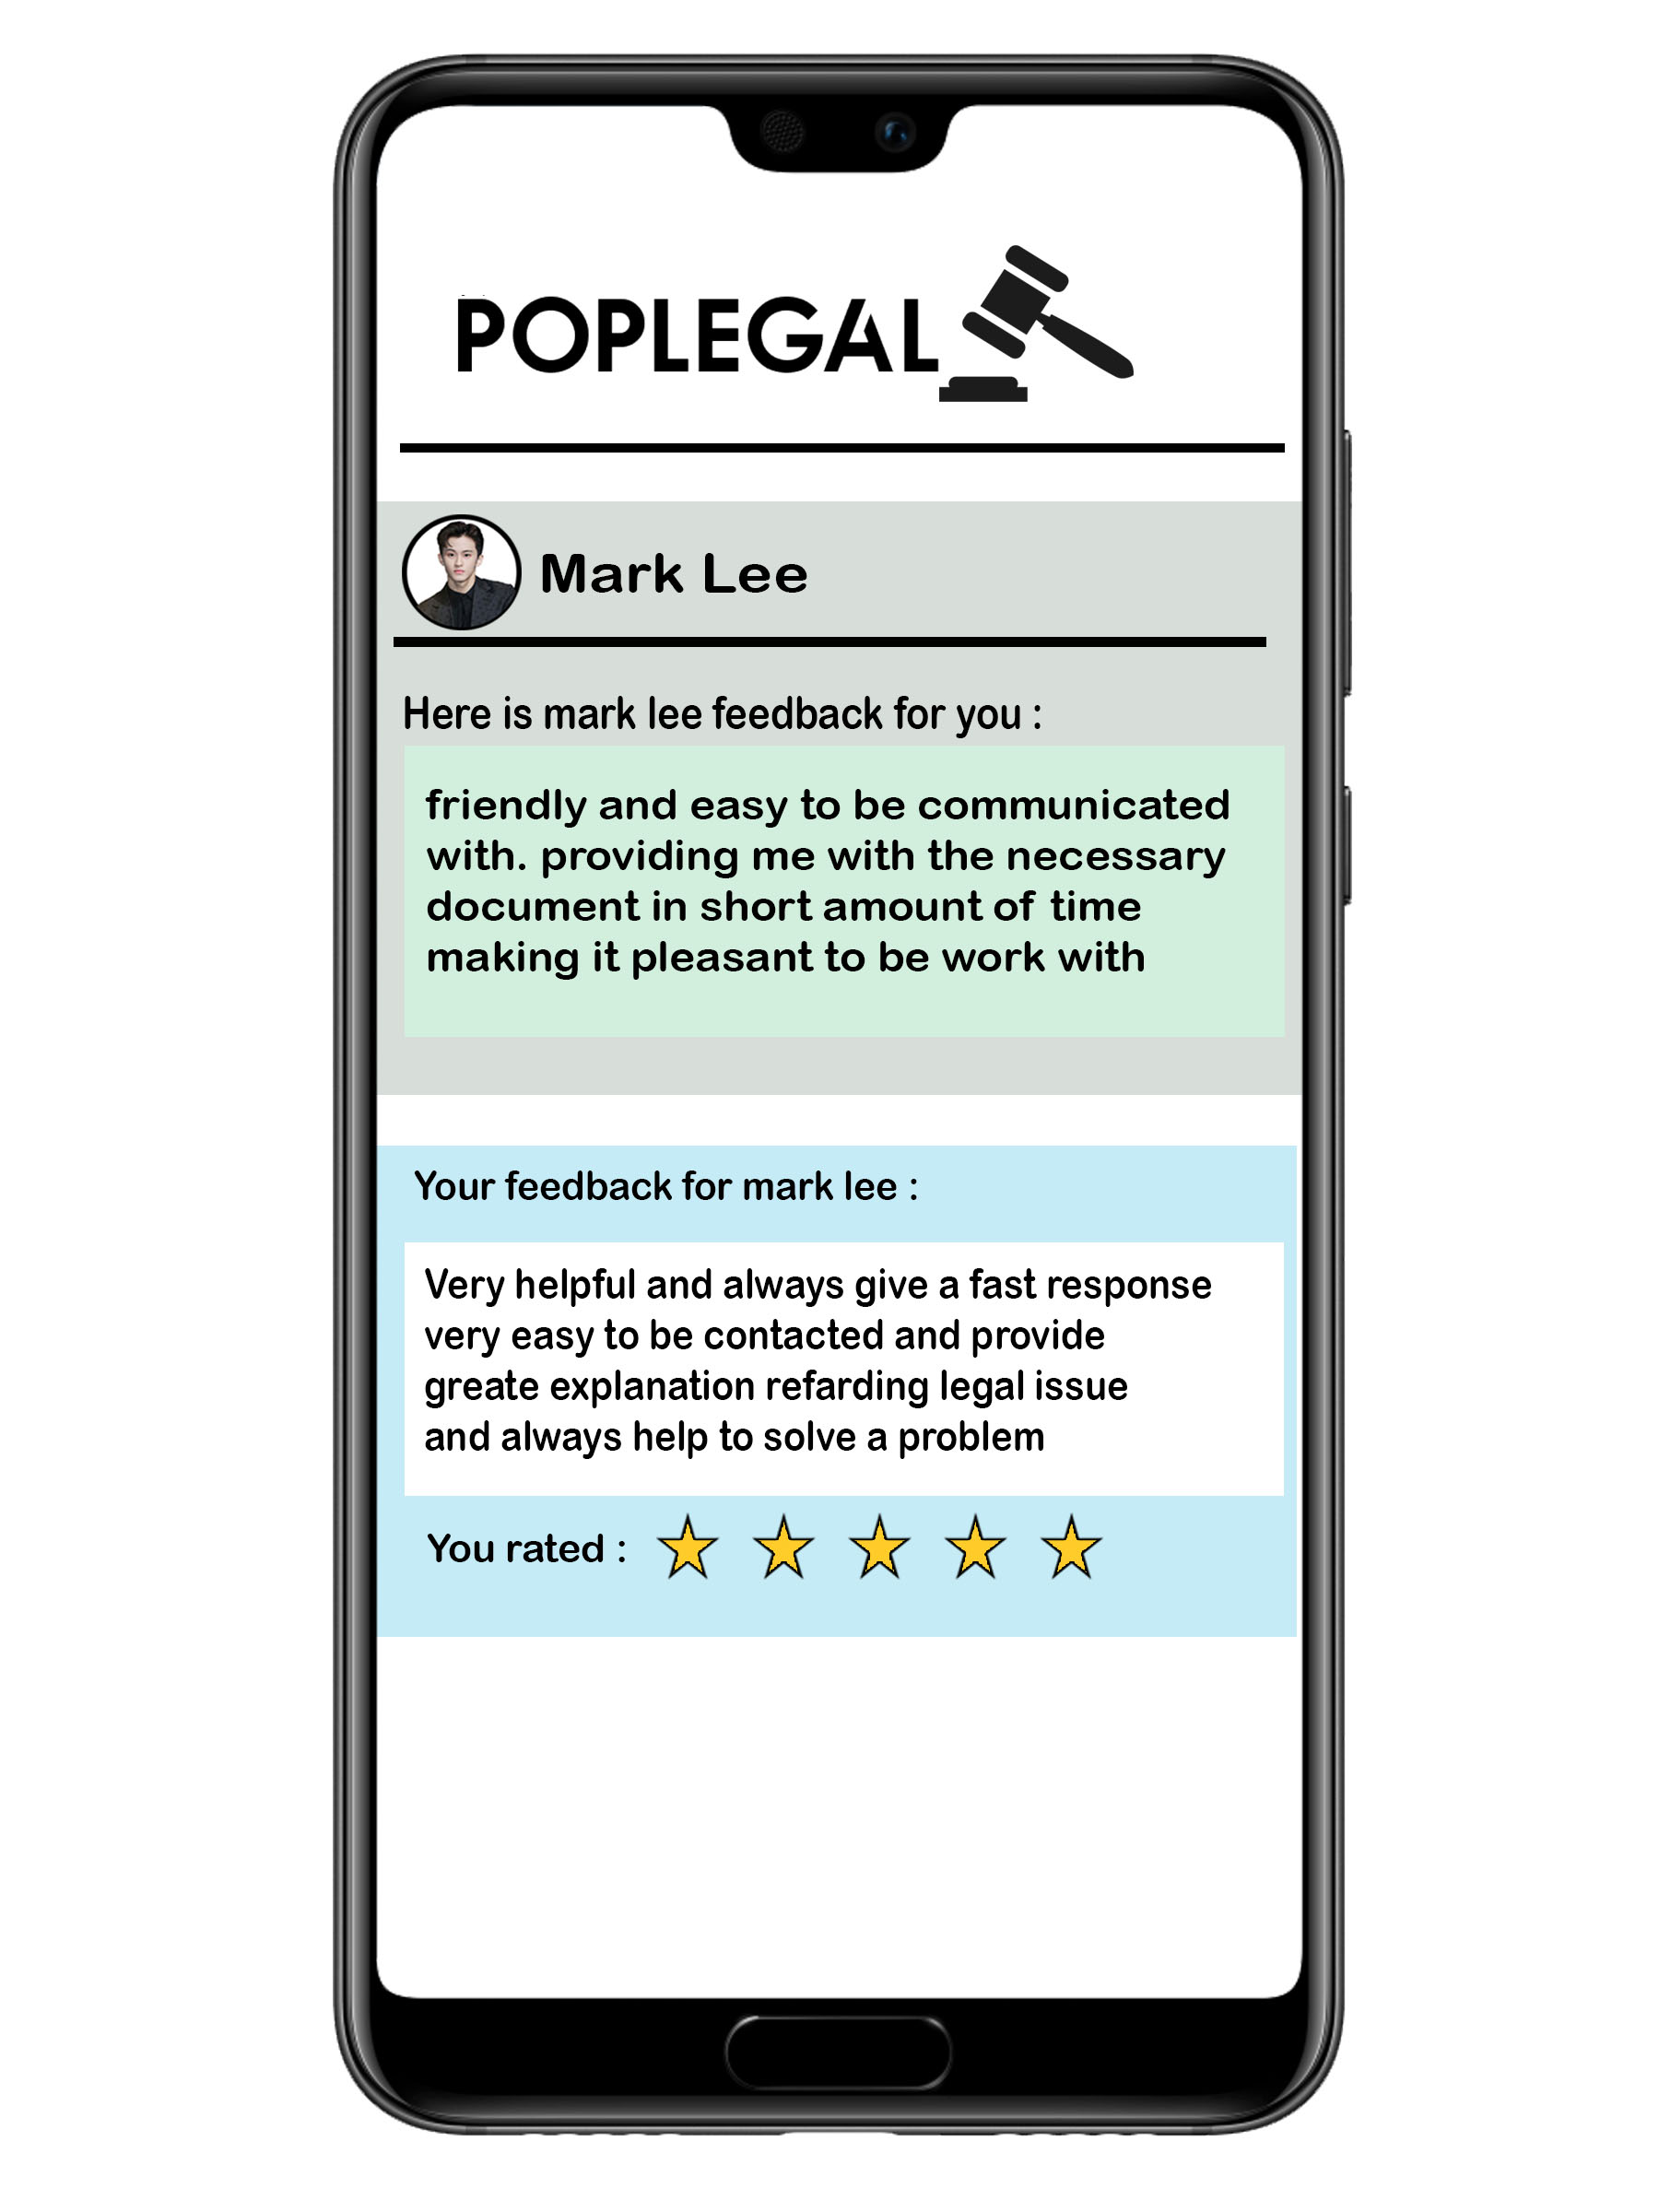 POPLEGAL
Mark Lee
Here is mark lee feedback for you :
friendly and easy to be communicated
with. providing me with the necessary
document in short amount of time
making it pleasant to be work with
Your feedback for mark lee :
Very helpful and always give a fast response
very easy to be contacted and provide
greate explanation refarding legal issue
and always help to solve a problem
You rated :